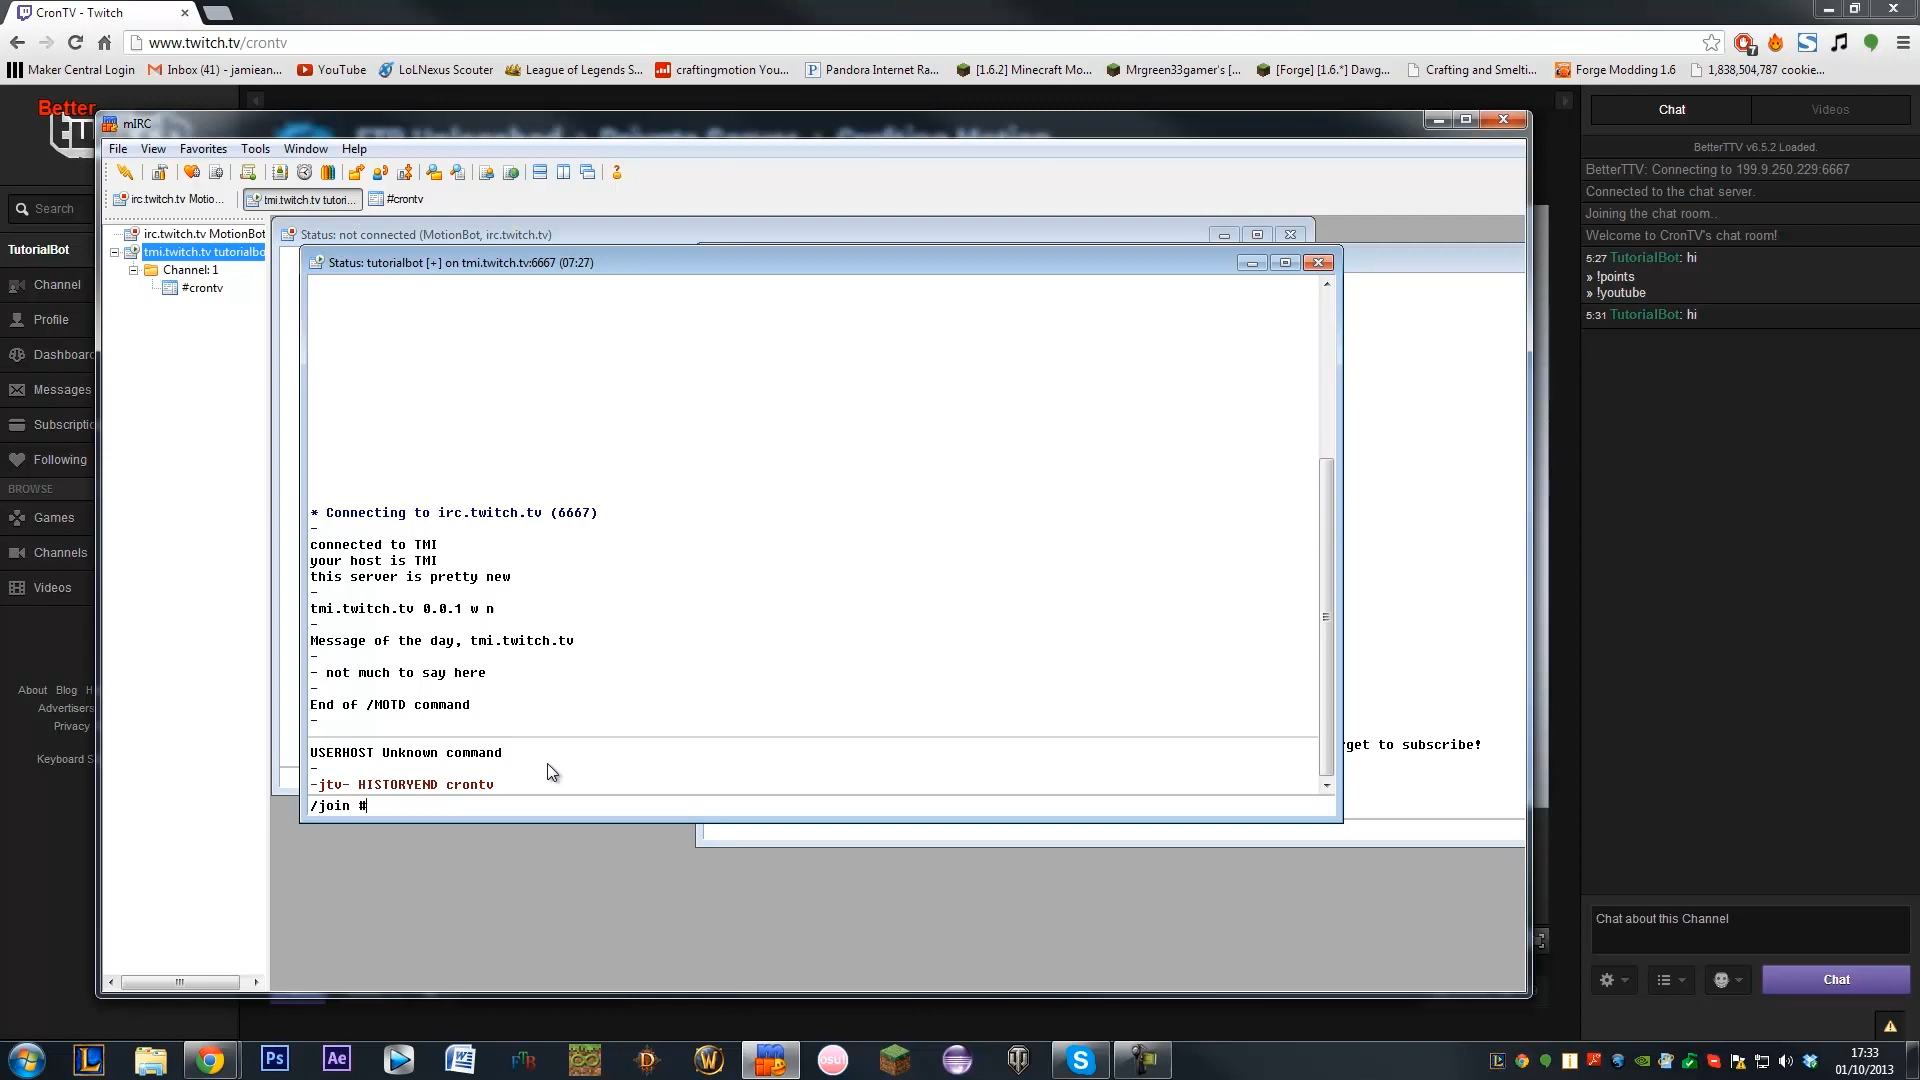 CronTV - Twitch
www.twitch.tv/crontv
Maker Central Login
Inbox (41) - jamiean...
YouTube
LoLNexus Scouter
League of Legends S...
craftingmotion You...
Pandora Internet Ra...
[1.6.2] Minecraft Mo...
Mrgreen33gamer's [...
[Forge] [1.6.*] Dawg...
Crafting and Smelti...
Forge Modding 1.6
1,838,504,787 cookie...
Better
Search
TutorialBot
Channel
Profile
Dashboard
Messages
Subscriptio
Following
BROWSE
Games
Channels
Videos
About Blog H
Advertisers
Privacy
Keyboard S
mIRC
File View Favorites Tools Window Help
irc.twitch.tv Motio...
tmi.twitch.tv tutori...
#crontv
irc.twitch.tv MotionBot
tmi.twitch.tv tutorialbo
Channel: 1
#crontv
Status: not connected (MotionBot, irc.twitch.tv)
Status: tutorialbot [+] on tmi.twitch.tv:6667 (07:27)
* Connecting to irc.twitch.tv (6667)
-
connected to TMI
your host is TMI
this server is pretty new
-
tmi.twitch.tv 0.0.1 w n
-
Message of the day, tmi.twitch.tv
-
- not much to say here
-
End of /MOTD command
-
USERHOST Unknown command
-
-jtv- HISTORYEND crontv
/join #
rget to subscribe!
Chat
Videos
BetterTTV v6.5.2 Loaded.
BetterTTV: Connecting to 199.9.250.229:6667
Connected to the chat server.
Joining the chat room..
Welcome to CronTV's chat room!
5:27 TutorialBot: hi
» !points
» !youtube
5:31 TutorialBot: hi
Chat about this Channel
Chat
Ps
Ae
FTB
osu!
17:33
01/10/2013